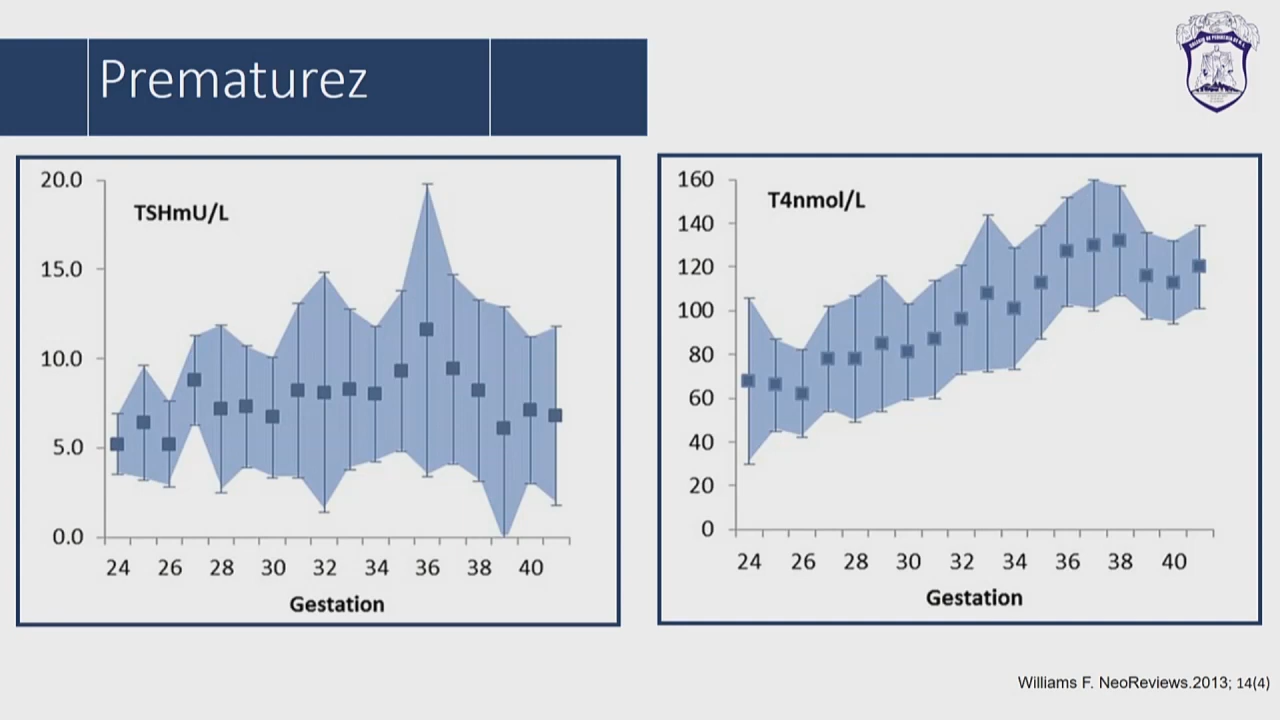 Prematurez
20.0
TSHmU/L
15.0
10.0
5.0
0.0
24 26 28 30 32 34 36 38 40
Gestation
160
T4nmol/L
140
120
100
80
60
40
20
0
24 26 28 30 32 34 36 38 40
Gestation
Williams F. NeoReviews.2013; 14(4)